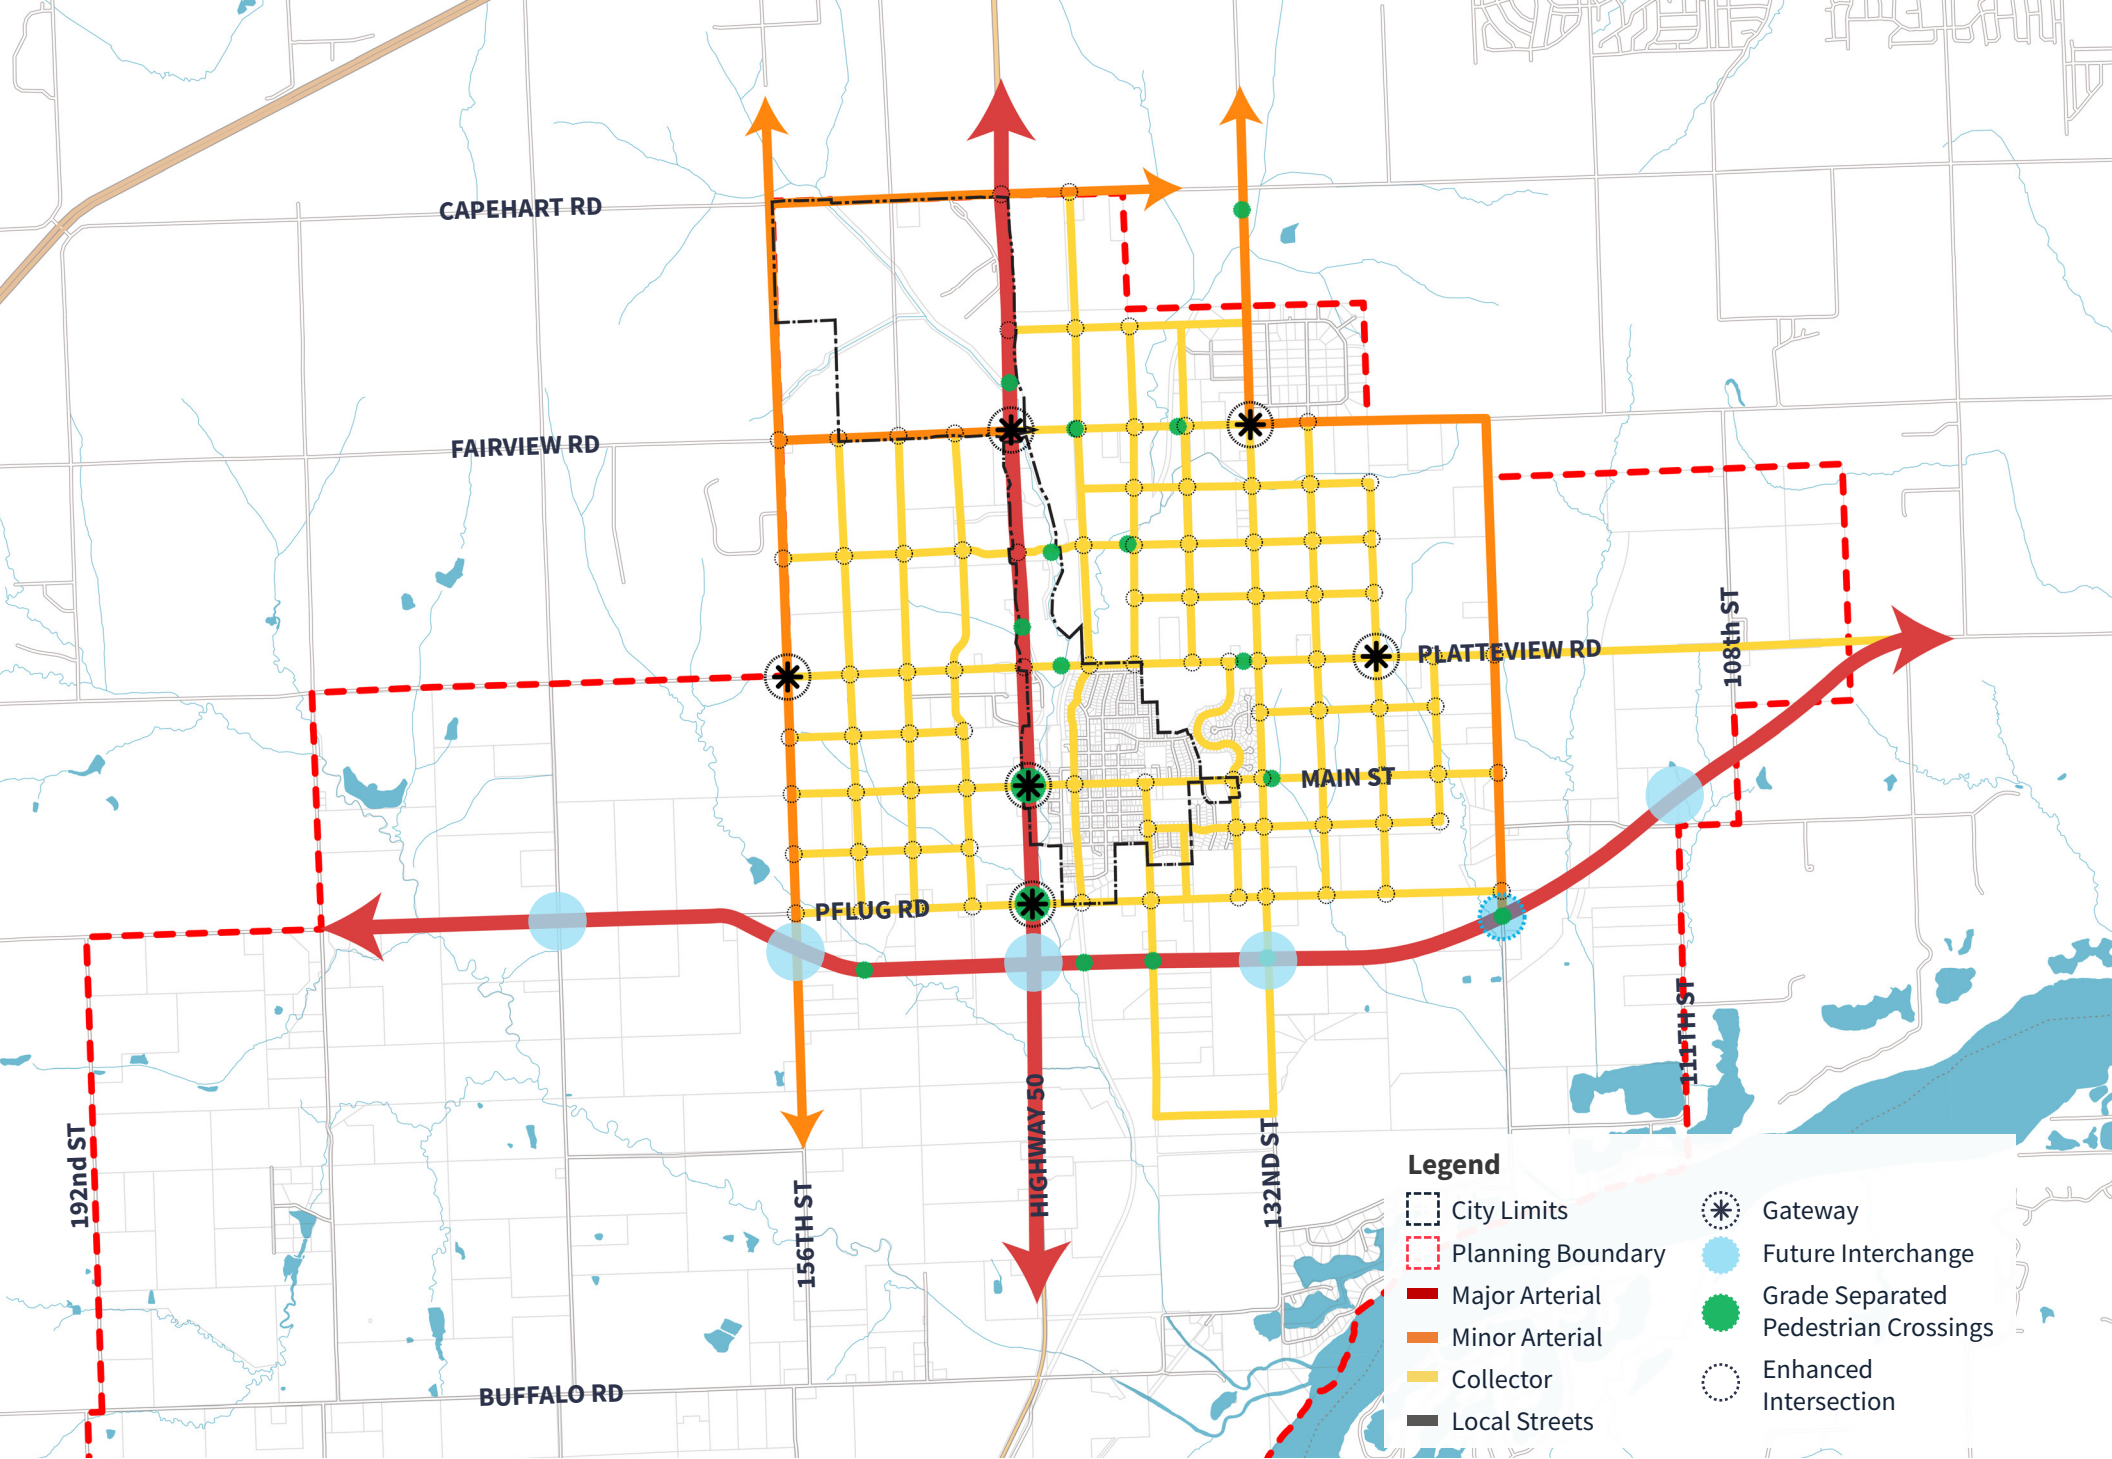 CAPEHART RD
FAIRVIEW RD
PLATTEVIEW RD
108th ST
MAIN ST
PFLUG RD
111TH ST
HIGHWAY 50
192nd ST
156TH ST
132ND ST
BUFFALO RD
Legend
City Limits
Planning Boundary
Major Arterial
Minor Arterial
Collector
Local Streets
Gateway
Future Interchange
Grade Separated
Pedestrian Crossings
Enhanced
Intersection